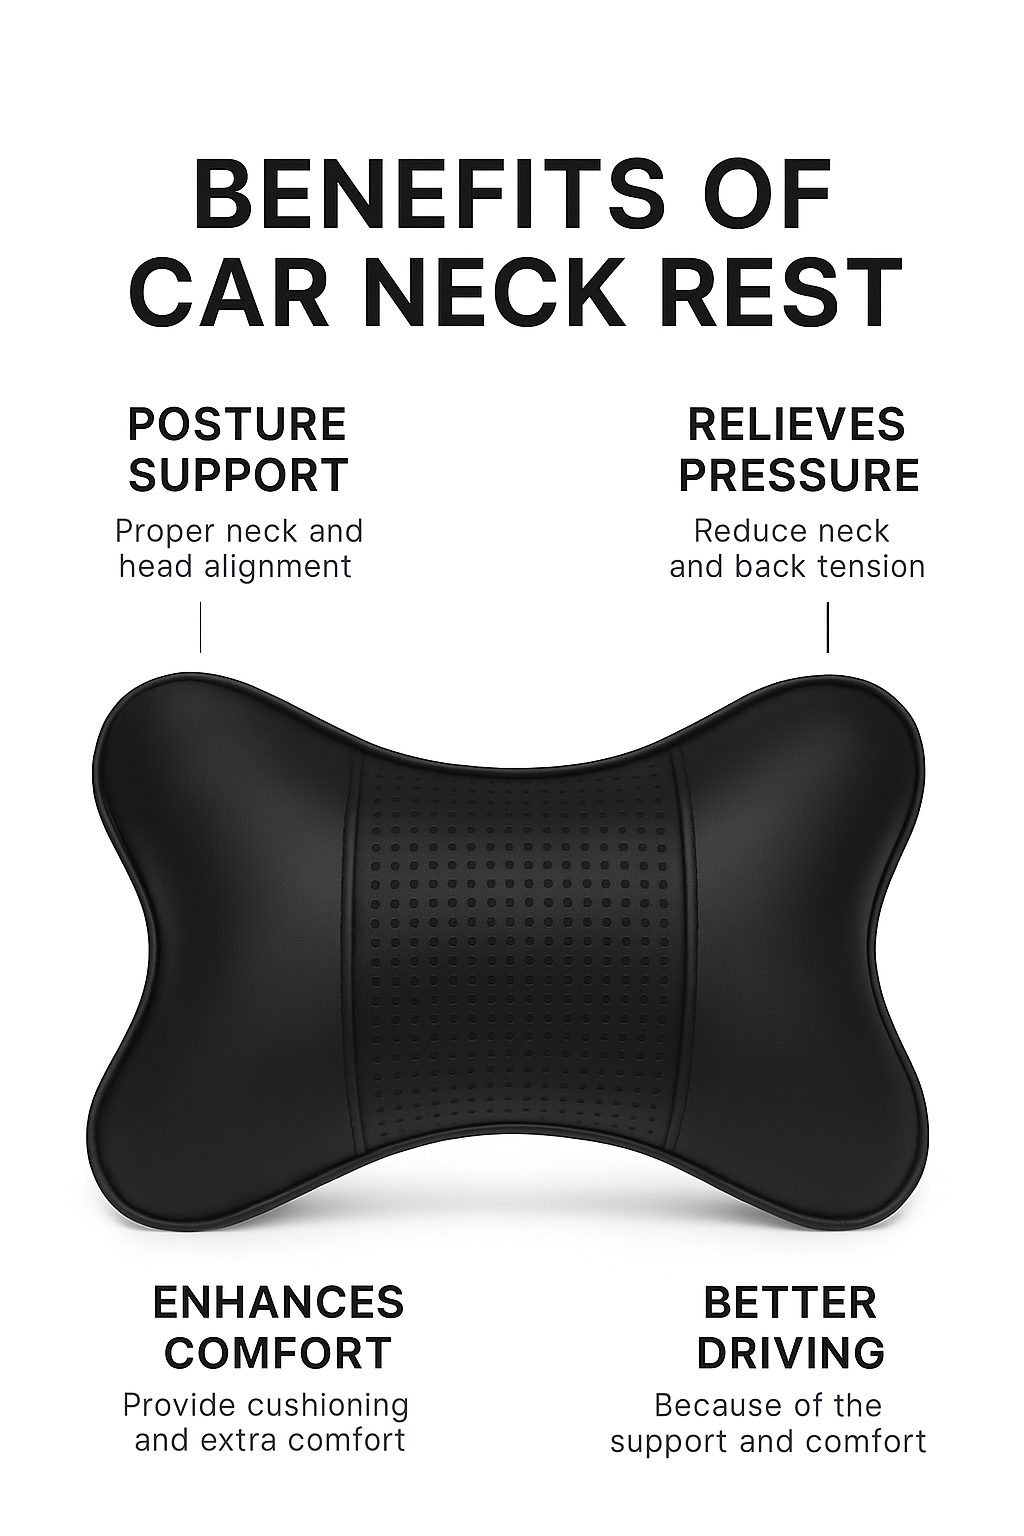 BENEFITS OF
CAR NECK REST
POSTURE
SUPPORT
Proper neck and
head alignment
RELIEVES
PRESSURE
Reduce neck
and back tension
ENHANCES
COMFORT
Provide cushioning
and extra comfort
BETTER
DRIVING
Because of the
support and comfort